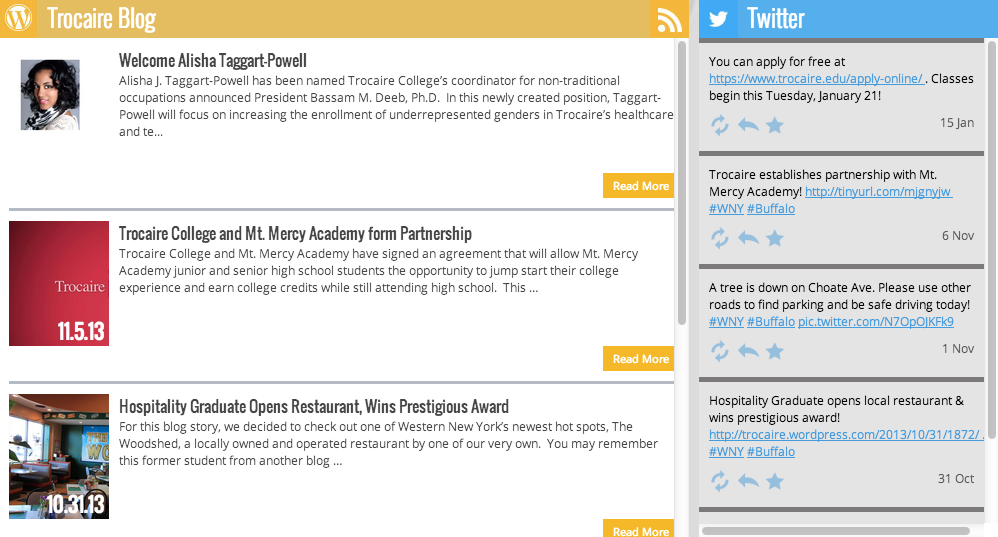 Trocaire Blog
Welcome Alisha Taggart-Powell
Alisha J. Taggart-Powell has been named Trocaire College’s coordinator for non-traditional
occupations announced President Bassam M. Deeb, Ph.D.  In this newly created position, Taggart-
Powell will focus on increasing the enrollment of underrepresented genders in Trocaire’s healthcare
and te...
Read More
Trocaire
11.5.13
Trocaire College and Mt. Mercy Academy form Partnership
Trocaire College and Mt. Mercy Academy have signed an agreement that will allow Mt. Mercy
Academy junior and senior high school students the opportunity to jump start their college
experience and earn college credits while still attending high school.  This ...
Read More
10.31.13
Hospitality Graduate Opens Restaurant, Wins Prestigious Award
For this blog story, we decided to check out one of Western New York’s newest hot spots, The
Woodshed, a locally owned and operated restaurant by one of our very own.  You may remember
this former student from another blog ...
Read More
Twitter
You can apply for free at
https://www.trocaire.edu/apply-online/ . Classes
begin this Tuesday, January 21!
15 Jan
Trocaire establishes partnership with Mt.
Mercy Academy! http://tinyurl.com/mjgnyjw
#WNY #Buffalo
6 Nov
A tree is down on Choate Ave. Please use other
roads to find parking and be safe driving today!
#WNY #Buffalo pic.twitter.com/N7OpOJKFk9
1 Nov
Hospitality Graduate opens local restaurant &
wins prestigious award!
http://trocaire.wordpress.com/2013/10/31/1872/ .
#WNY #Buffalo
31 Oct